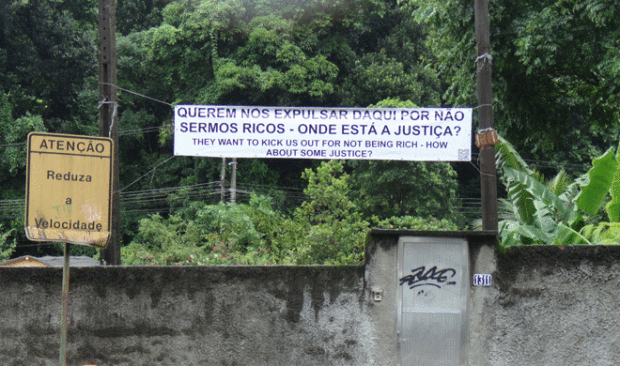 QUEREM NOS EXPULSAR DAQUI POR NÃO
SERMOS RICOS - ONDE ESTÁ A JUSTIÇA?
THEY WANT TO KICK US OUT FOR NOT BEING RICH - HOW
ABOUT SOME JUSTICE?
ATENÇÃO
Reduza
a
Velocidade
1311